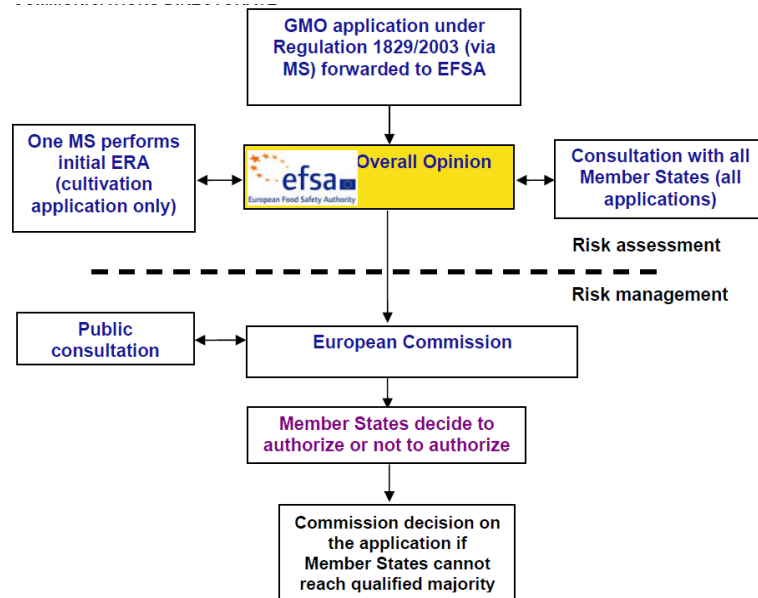 COMMUNICATIONS DIRECTORATE
GMO application under
Regulation 1829/2003 (via
MS) forwarded to EFSA
One MS performs
initial ERA
(cultivation
application only)
Overall Opinion
efsa
European Food Safety Authority
Consultation with all
Member States (all
applications)
Risk assessment
Risk management
Public
consultation
European Commission
Member States decide to
authorize or not to authorize
Commission decision on
the application if
Member States cannot
reach qualified majority